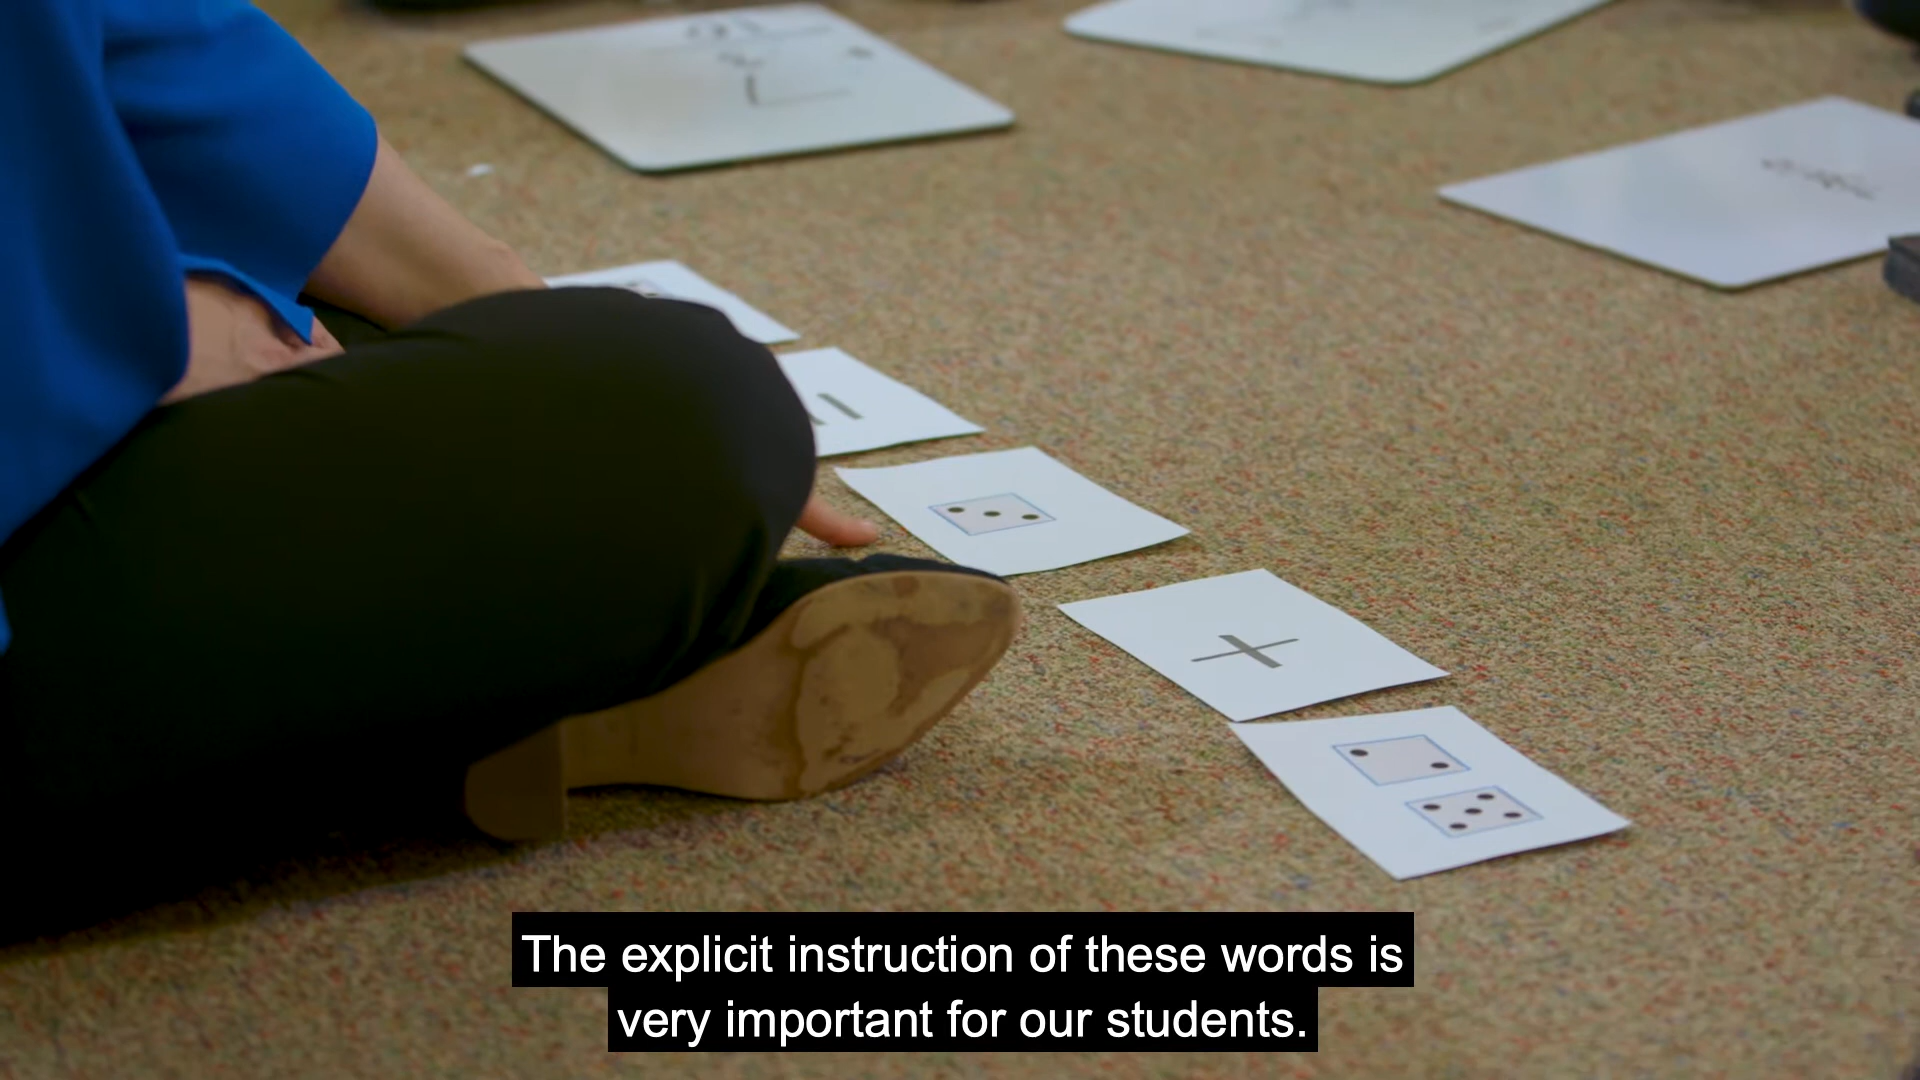 +
The explicit instruction of these words is
very important for our students.